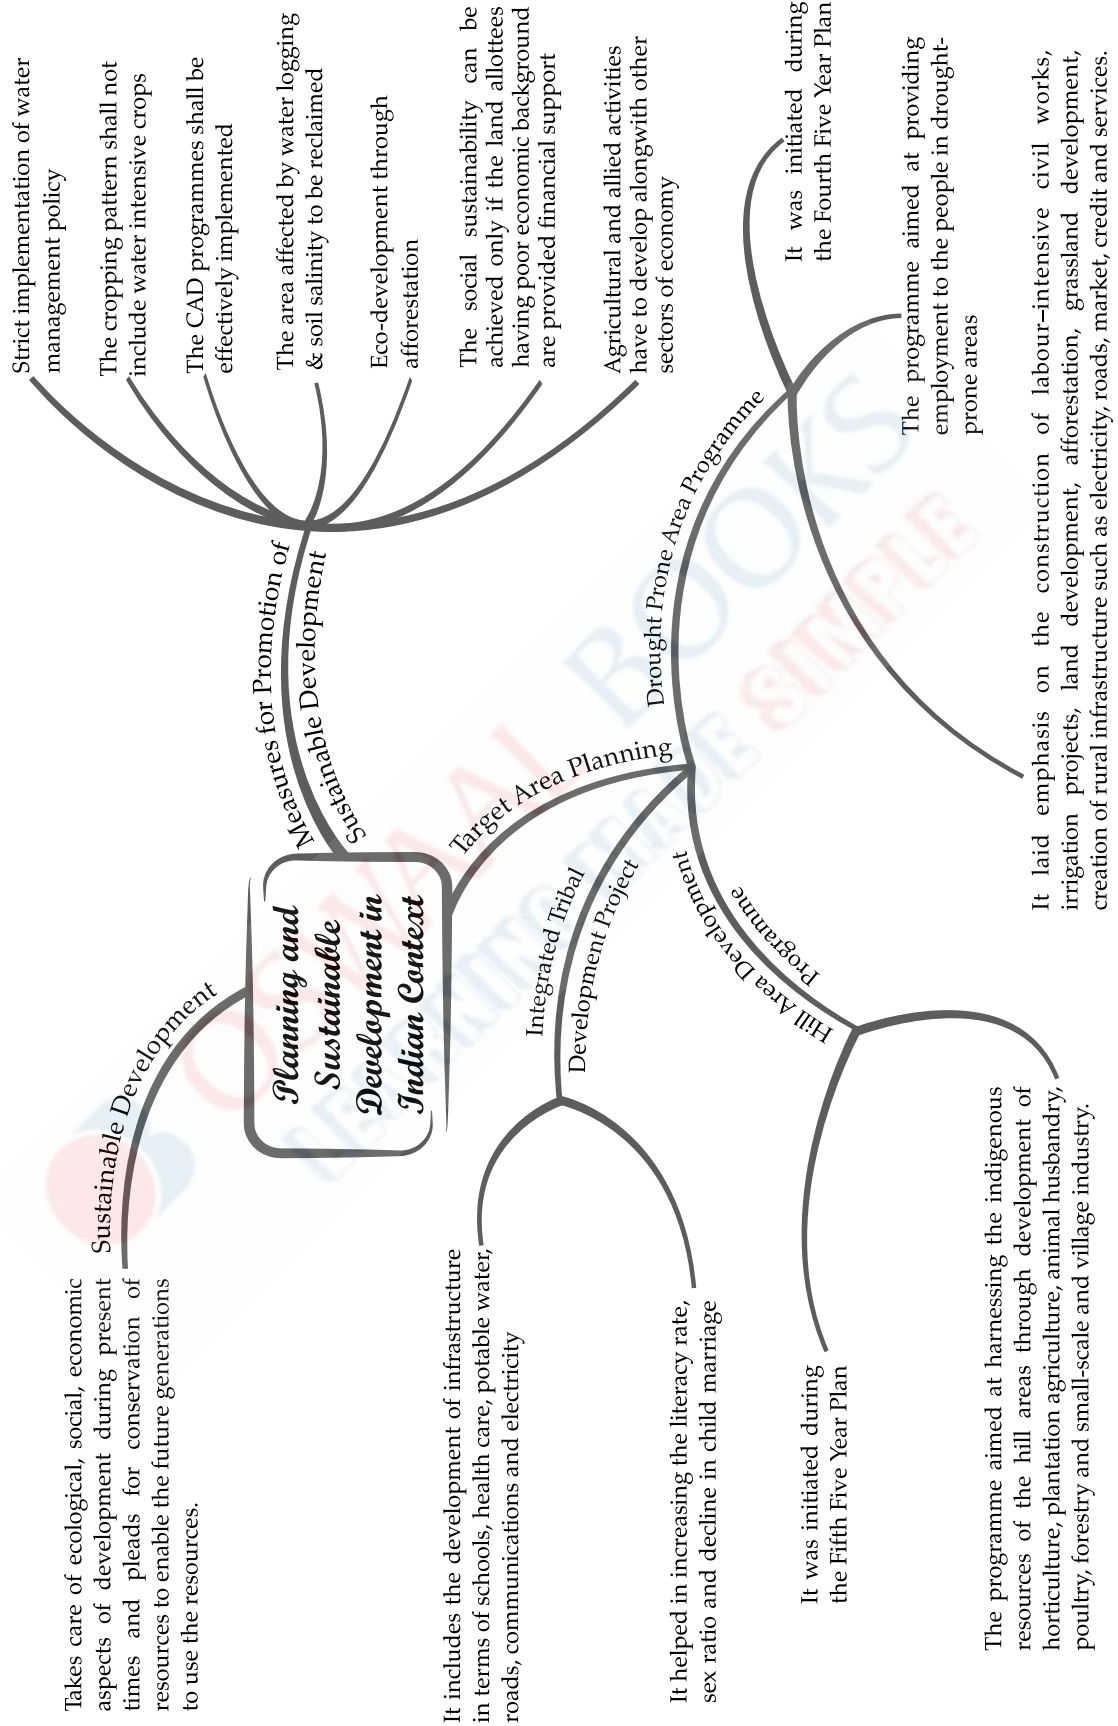 Planning and
Sustainable
Development in
Indian Context
Sustainable Development
Takes care of ecological, social, economic
aspects of development during present
times and pleads for conservation of
resources to enable the future generations
to use the resources.
Measures for Promotion of
Sustainable Development
Strict implementation of water
management policy
The cropping pattern shall not
include water intensive crops
The CAD programmes shall be
effectively implemented
The area affected by water logging
& soil salinity to be reclaimed
Eco-development through
afforestation
The social sustainability can be
achieved only if the land allottees
having poor economic background
are provided financial support
Agricultural and allied activities
have to develop alongwith other
sectors of economy
Target Area Planning
Integrated Tribal
Development Project
It includes the development of infrastructure
in terms of schools, health care, potable water,
roads, communications and electricity
It helped in increasing the literacy rate,
sex ratio and decline in child marriage
Hill Area Development
Programme
It was initiated during
the Fifth Five Year Plan
The programme aimed at harnessing the indigenous
resources of the hill areas through development of
horticulture, plantation agriculture, animal husbandry,
poultry, forestry and small-scale and village industry.
Drought Prone Area Programme
It was initiated during
the Fourth Five Year Plan
The programme aimed at providing
employment to the people in drought-
prone areas
It laid emphasis on the construction of labour–intensive civil works,
irrigation projects, land development, afforestation, grassland development,
creation of rural infrastructure such as electricity, roads, market, credit and services.
OSWAAL BOOKS
LEARNING MADE SIMPLE